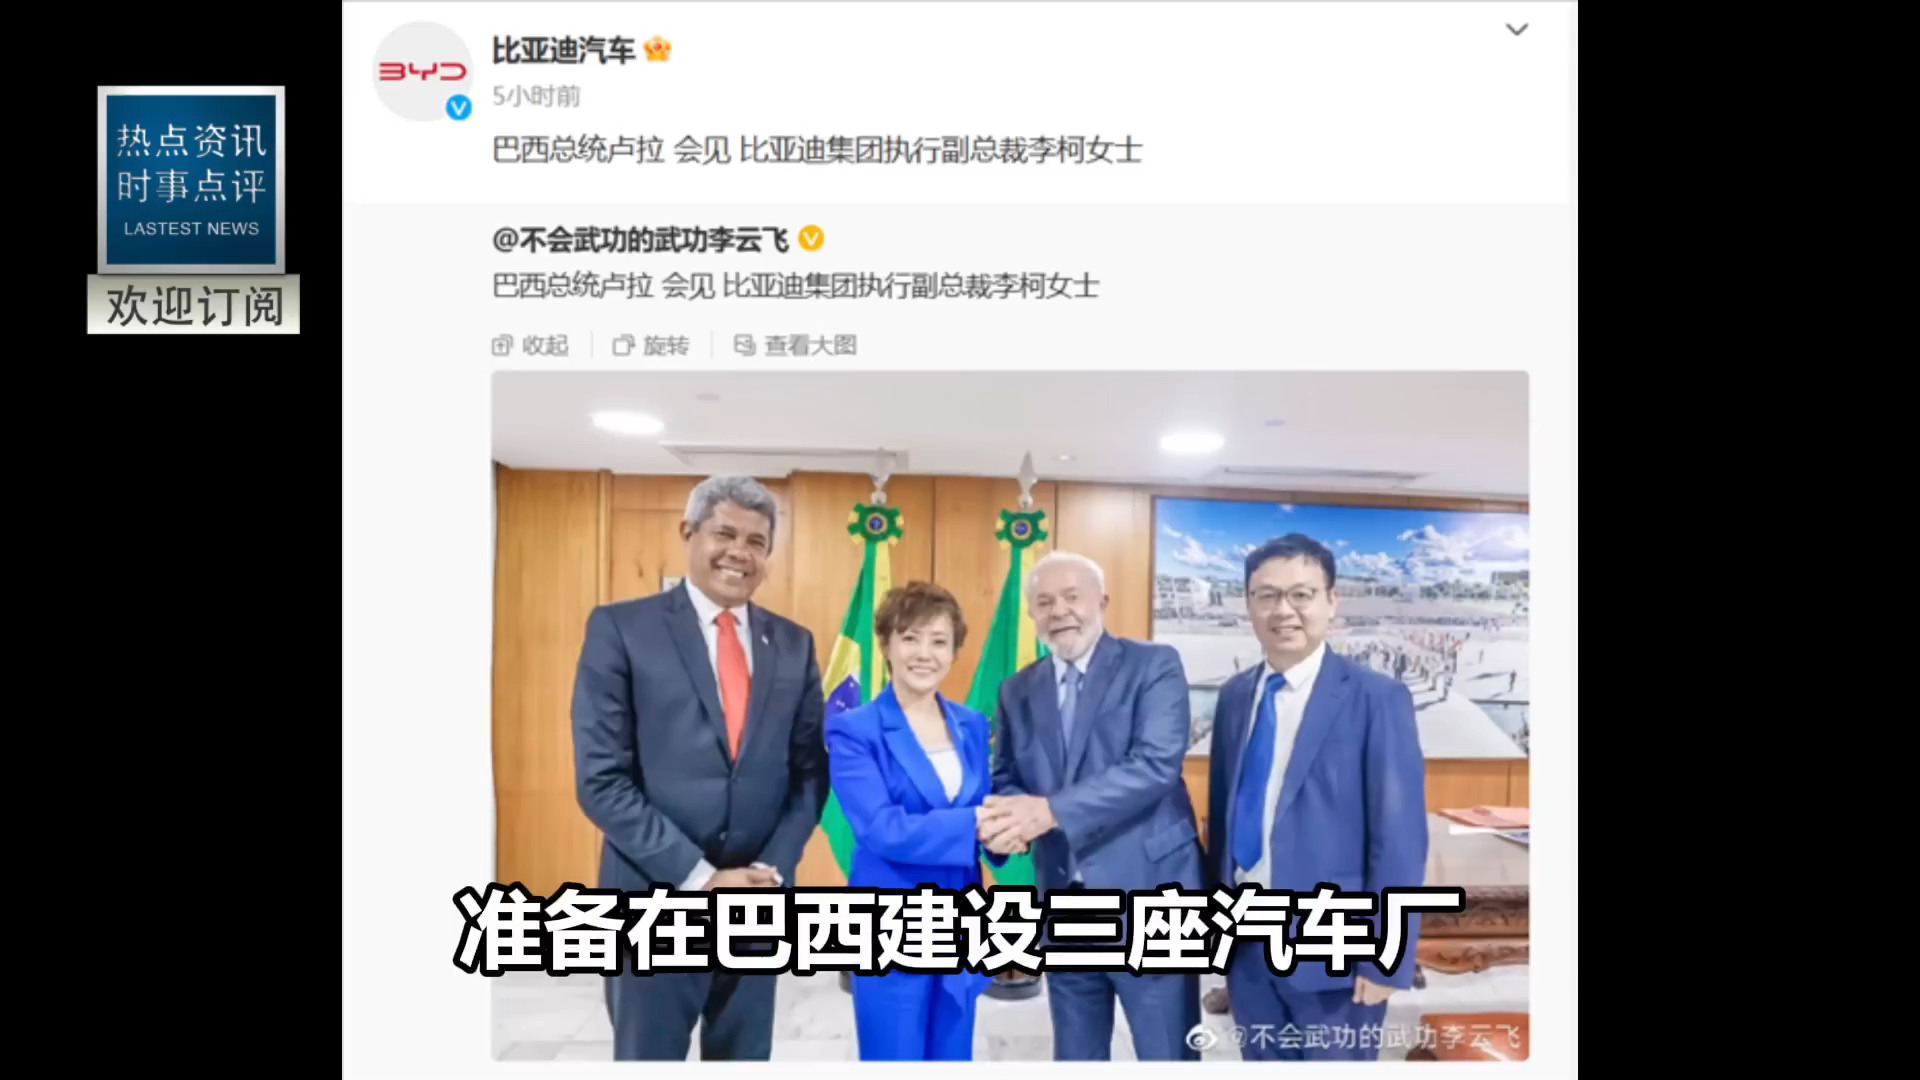 热点资讯
时事点评
LASTEST NEWS
欢迎订阅
BYD
比亚迪汽车
5小时前
巴西总统卢拉 会见 比亚迪集团执行副总裁李柯女士
@不会武功的武功李云飞
巴西总统卢拉 会见 比亚迪集团执行副总裁李柯女士
收起 旋转 查看大图
准备在巴西建设三座汽车厂
@不会武功的武功李云飞